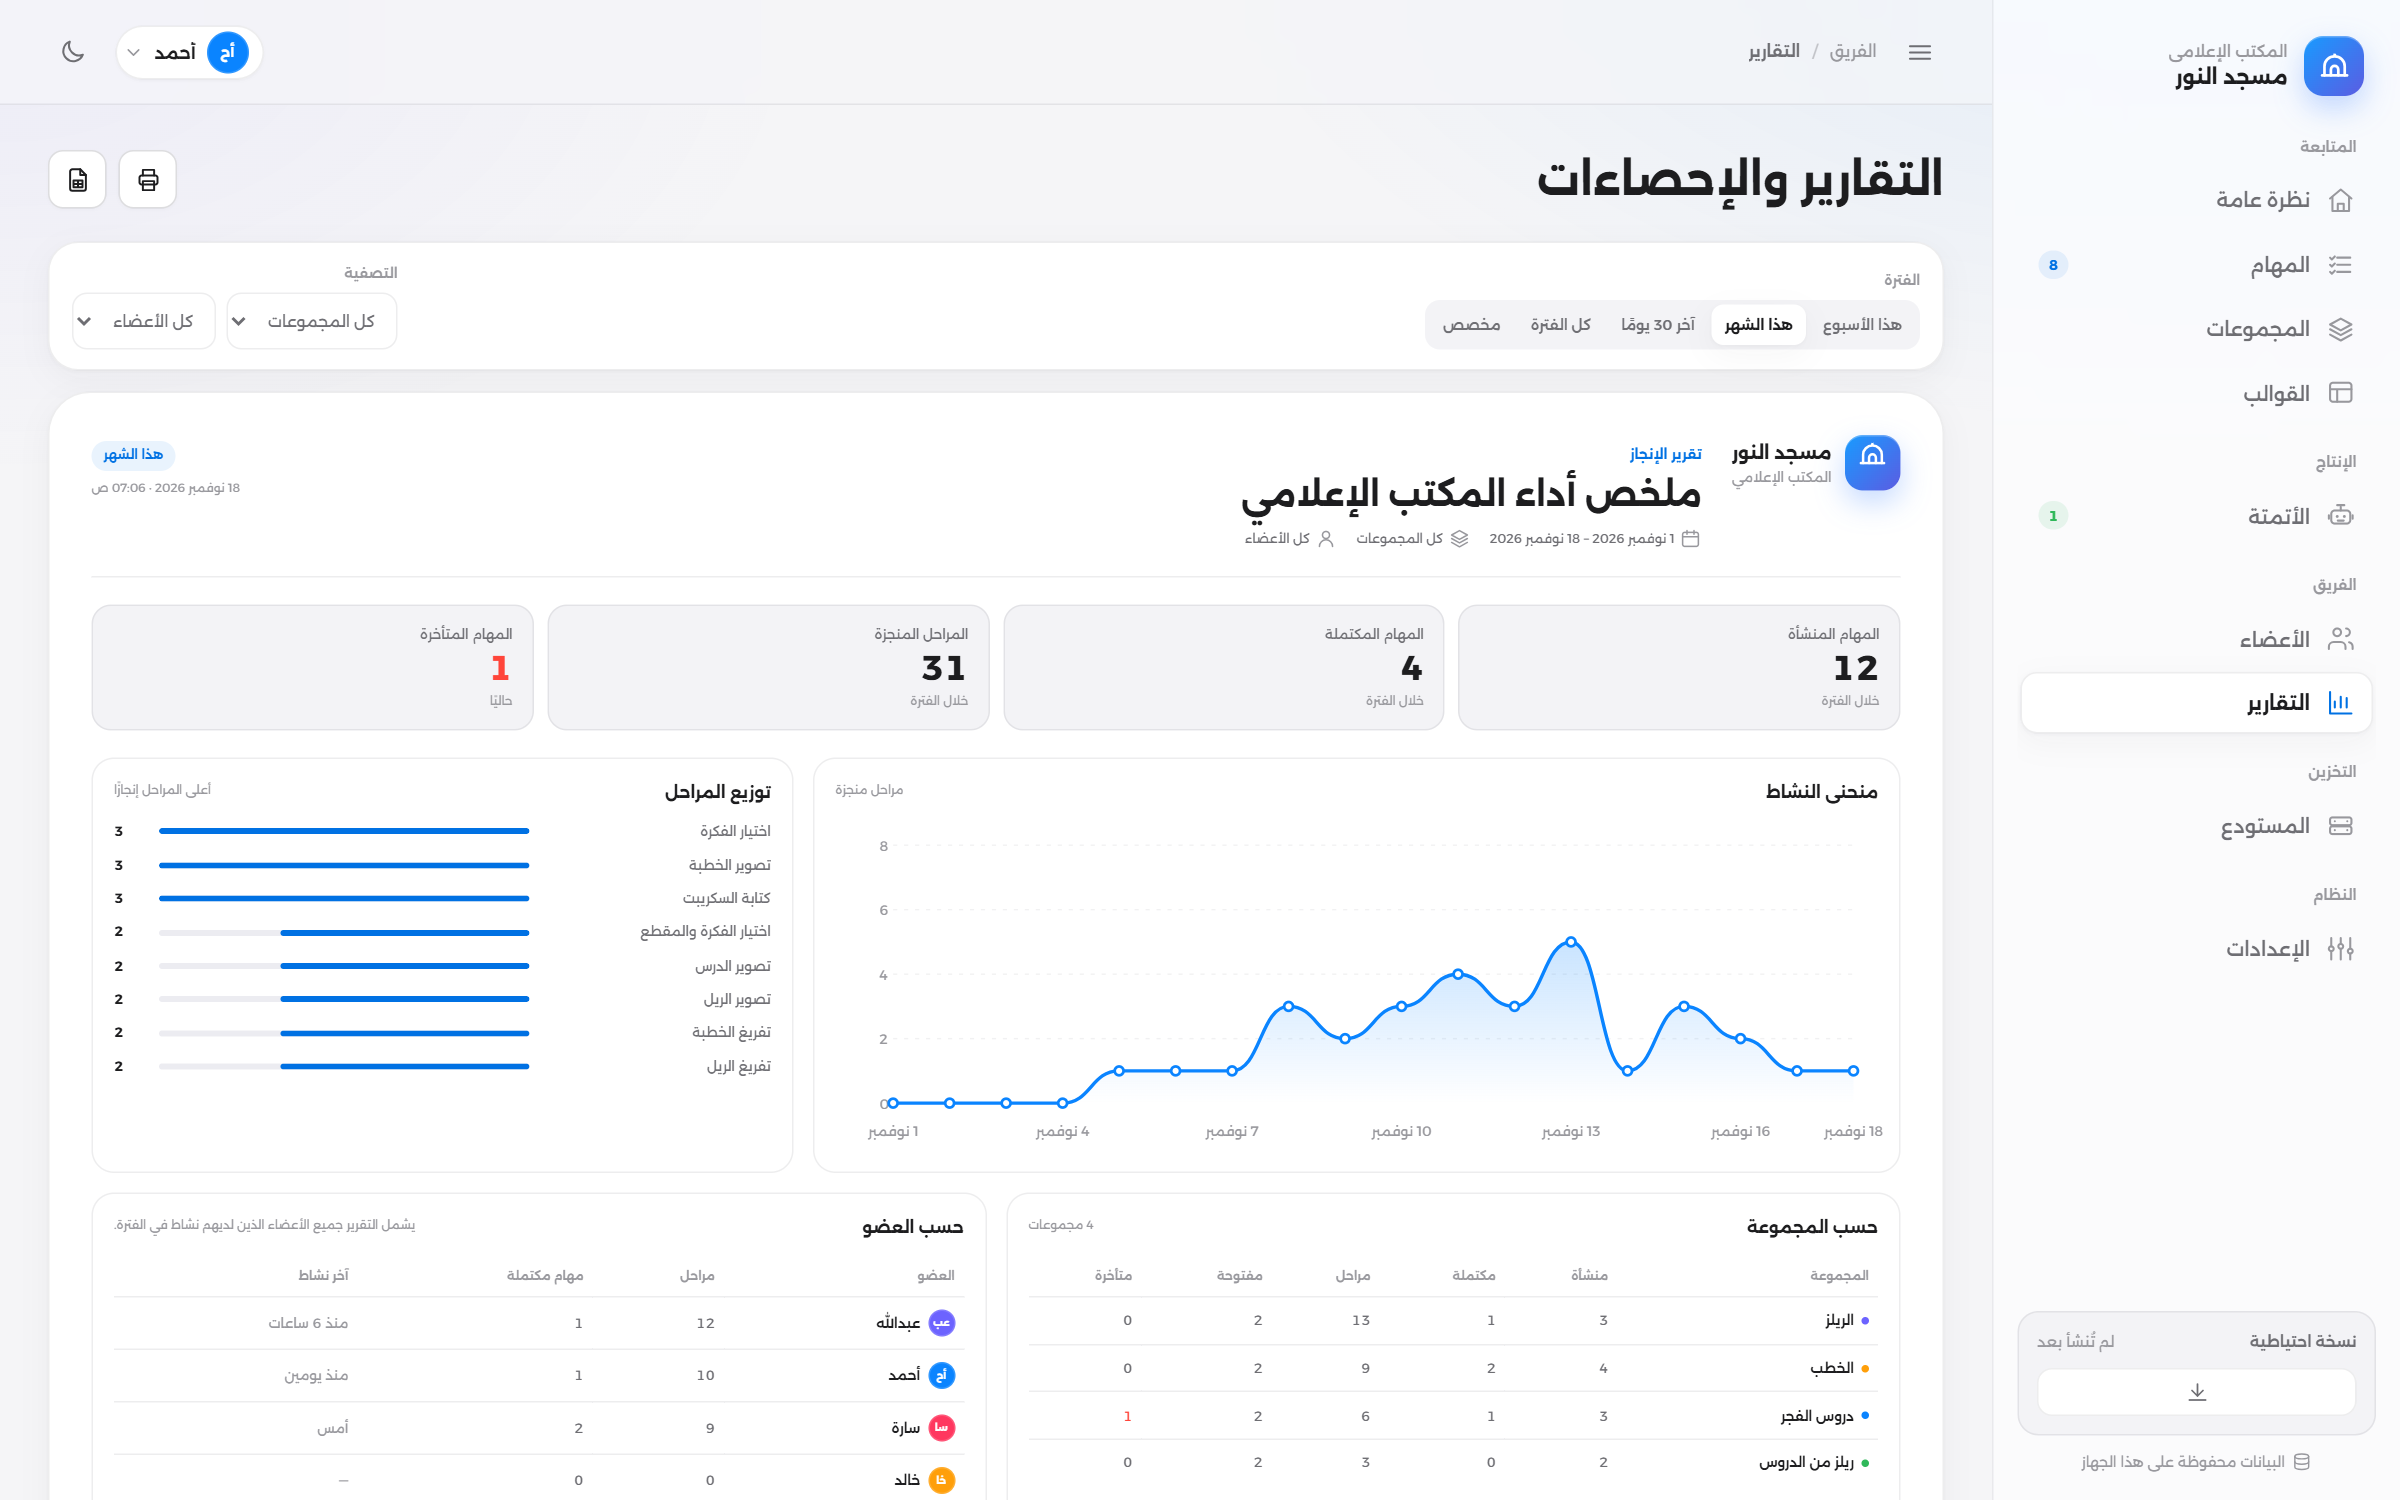 المكتب الإعلامي
مسجد النور
المتابعة
نظرة عامة
المهام 8
المجموعات
القوالب
الإنتاج
الأتمتة 1
الفريق
الأعضاء
التقارير
التخزين
المستودع
النظام
الإعدادات
نسخة احتياطية لم تُنشأ بعد
البيانات محفوظة على هذا الجهاز
الفريق / التقارير
أح أحمد
التقارير والإحصاءات
الفترة
هذا الأسبوع هذا الشهر آخر 30 يومًا كل الفترة مخصص
التصفية
كل المجموعات كل الأعضاء
مسجد النور
المكتب الإعلامي
تقرير الإنجاز
ملخص أداء المكتب الإعلامي
1 نوفمبر 2026 – 18 نوفمبر 2026 كل المجموعات كل الأعضاء
هذا الشهر
18 نوفمبر 2026 · 07:06 ص
المهام المنشأة
12
خلال الفترة
المهام المكتملة
4
خلال الفترة
المراحل المنجزة
31
خلال الفترة
المهام المتأخرة
1
حاليًا
منحنى النشاط مراحل منجزة
8
6
4
2
0
1 نوفمبر 4 نوفمبر 7 نوفمبر 10 نوفمبر 13 نوفمبر 16 نوفمبر 18 نوفمبر
توزيع المراحل أعلى المراحل إنجازًا
اختيار الفكرة 3
تصوير الخطبة 3
كتابة السكريبت 3
اختيار الفكرة والمقطع 2
تصوير الدرس 2
تصوير الريل 2
تفريغ الخطبة 2
تفريغ الريل 2
حسب المجموعة 4 مجموعات
المجموعة منشأة مكتملة مراحل مفتوحة متأخرة
الريلز 3 1 13 2 0
الخطب 4 2 9 2 0
دروس الفجر 3 1 6 2 1
ريلز من الدروس 2 0 3 2 0
حسب العضو يشمل التقرير جميع الأعضاء الذين لديهم نشاط في الفترة.
العضو مراحل مهام مكتملة آخر نشاط
عب عبدالله 12 1 منذ 6 ساعات
أح أحمد 10 1 منذ يومين
سا سارة 9 2 أمس
خا خالد 0 0 —